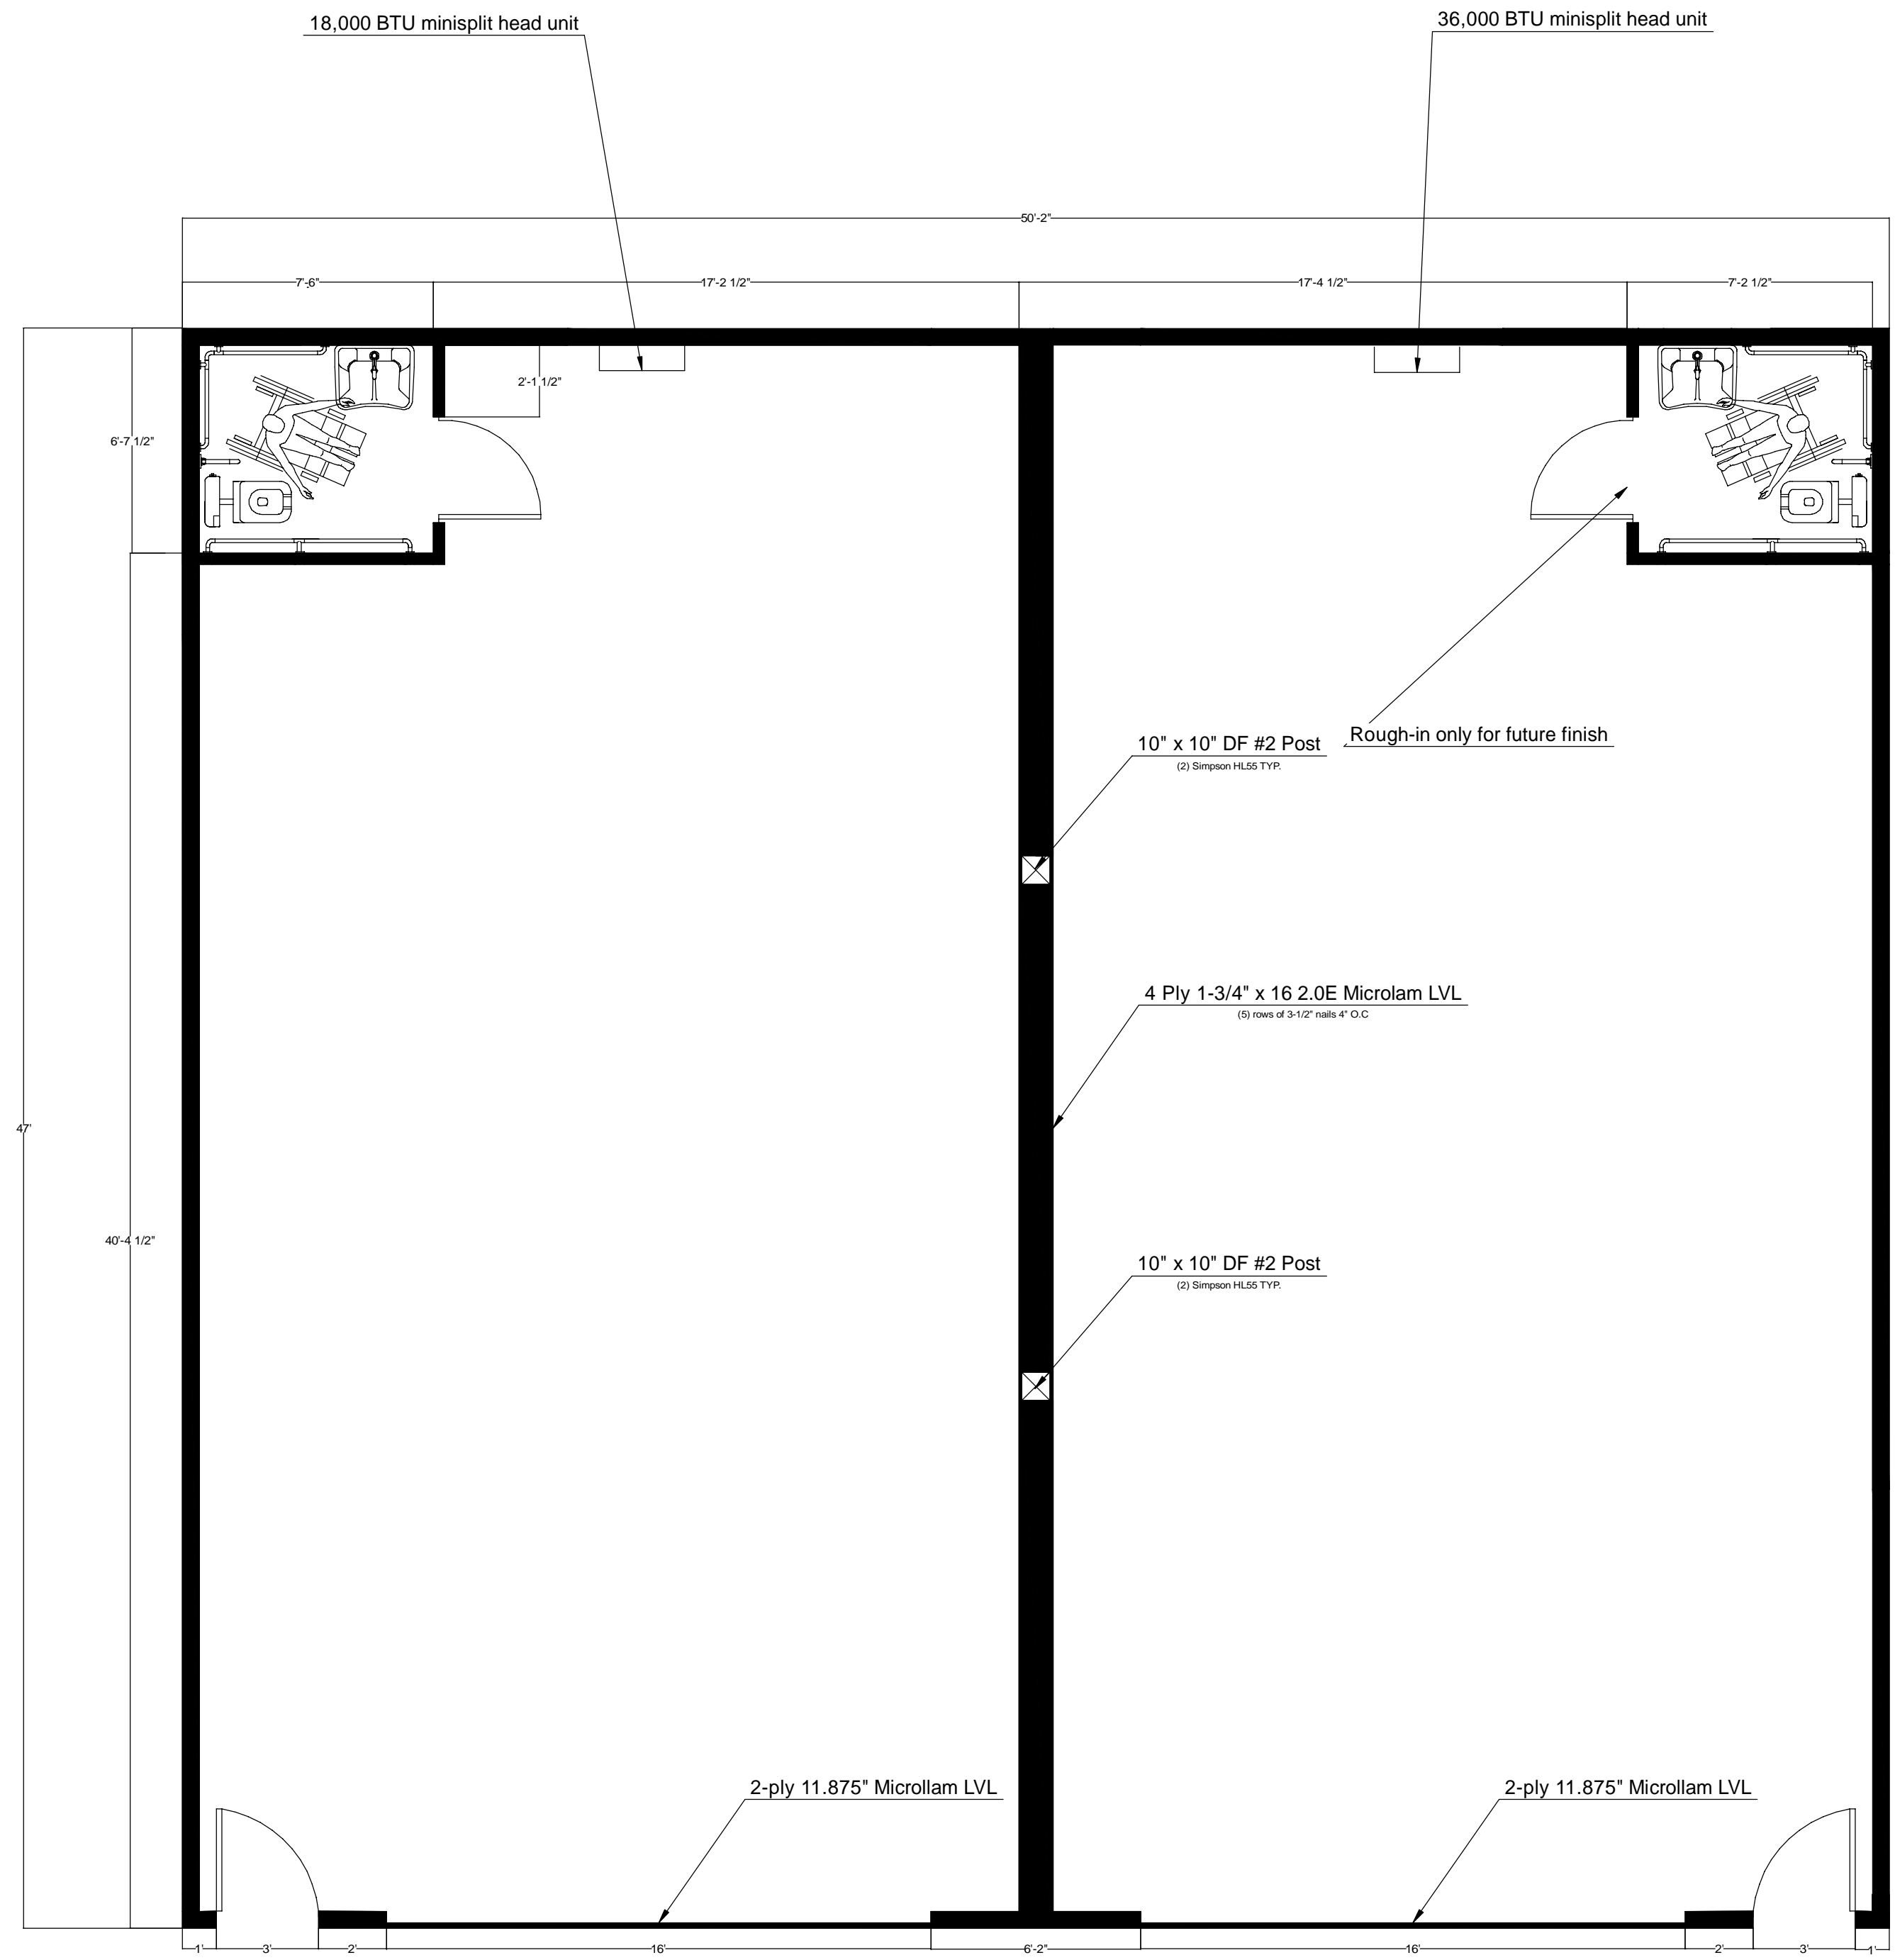 18,000 BTU minisplit head unit
36,000 BTU minisplit head unit
50'-2"
7'-6"
17'-2 1/2"
17'-4 1/2"
7'-2 1/2"
2'-1 1/2"
6'-7 1/2"
Rough-in only for future finish
10" x 10" DF #2 Post
(2) Simpson HL55 TYP.
4 Ply 1-3/4" x 16 2.0E Microlam LVL
(5) rows of 3-1/2" nails 4" O.C
47'
40'-4 1/2"
10" x 10" DF #2 Post
(2) Simpson HL55 TYP.
2-ply 11.875" Microllam LVL
2-ply 11.875" Microllam LVL
1'
3'
2'
16'
6'-2"
16'
2'
3'
1'